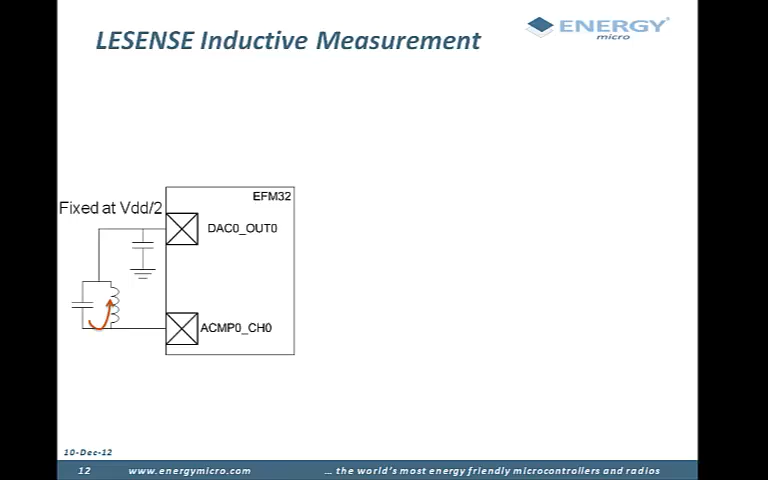 LESENSE Inductive Measurement
ENERGY
micro
EFM32
Fixed at Vdd/2
DAC0_OUT0
ACMP0_CH0
10-Dec-12
12 www.energymicro.com ... the world's most energy friendly microcontrollers and radios